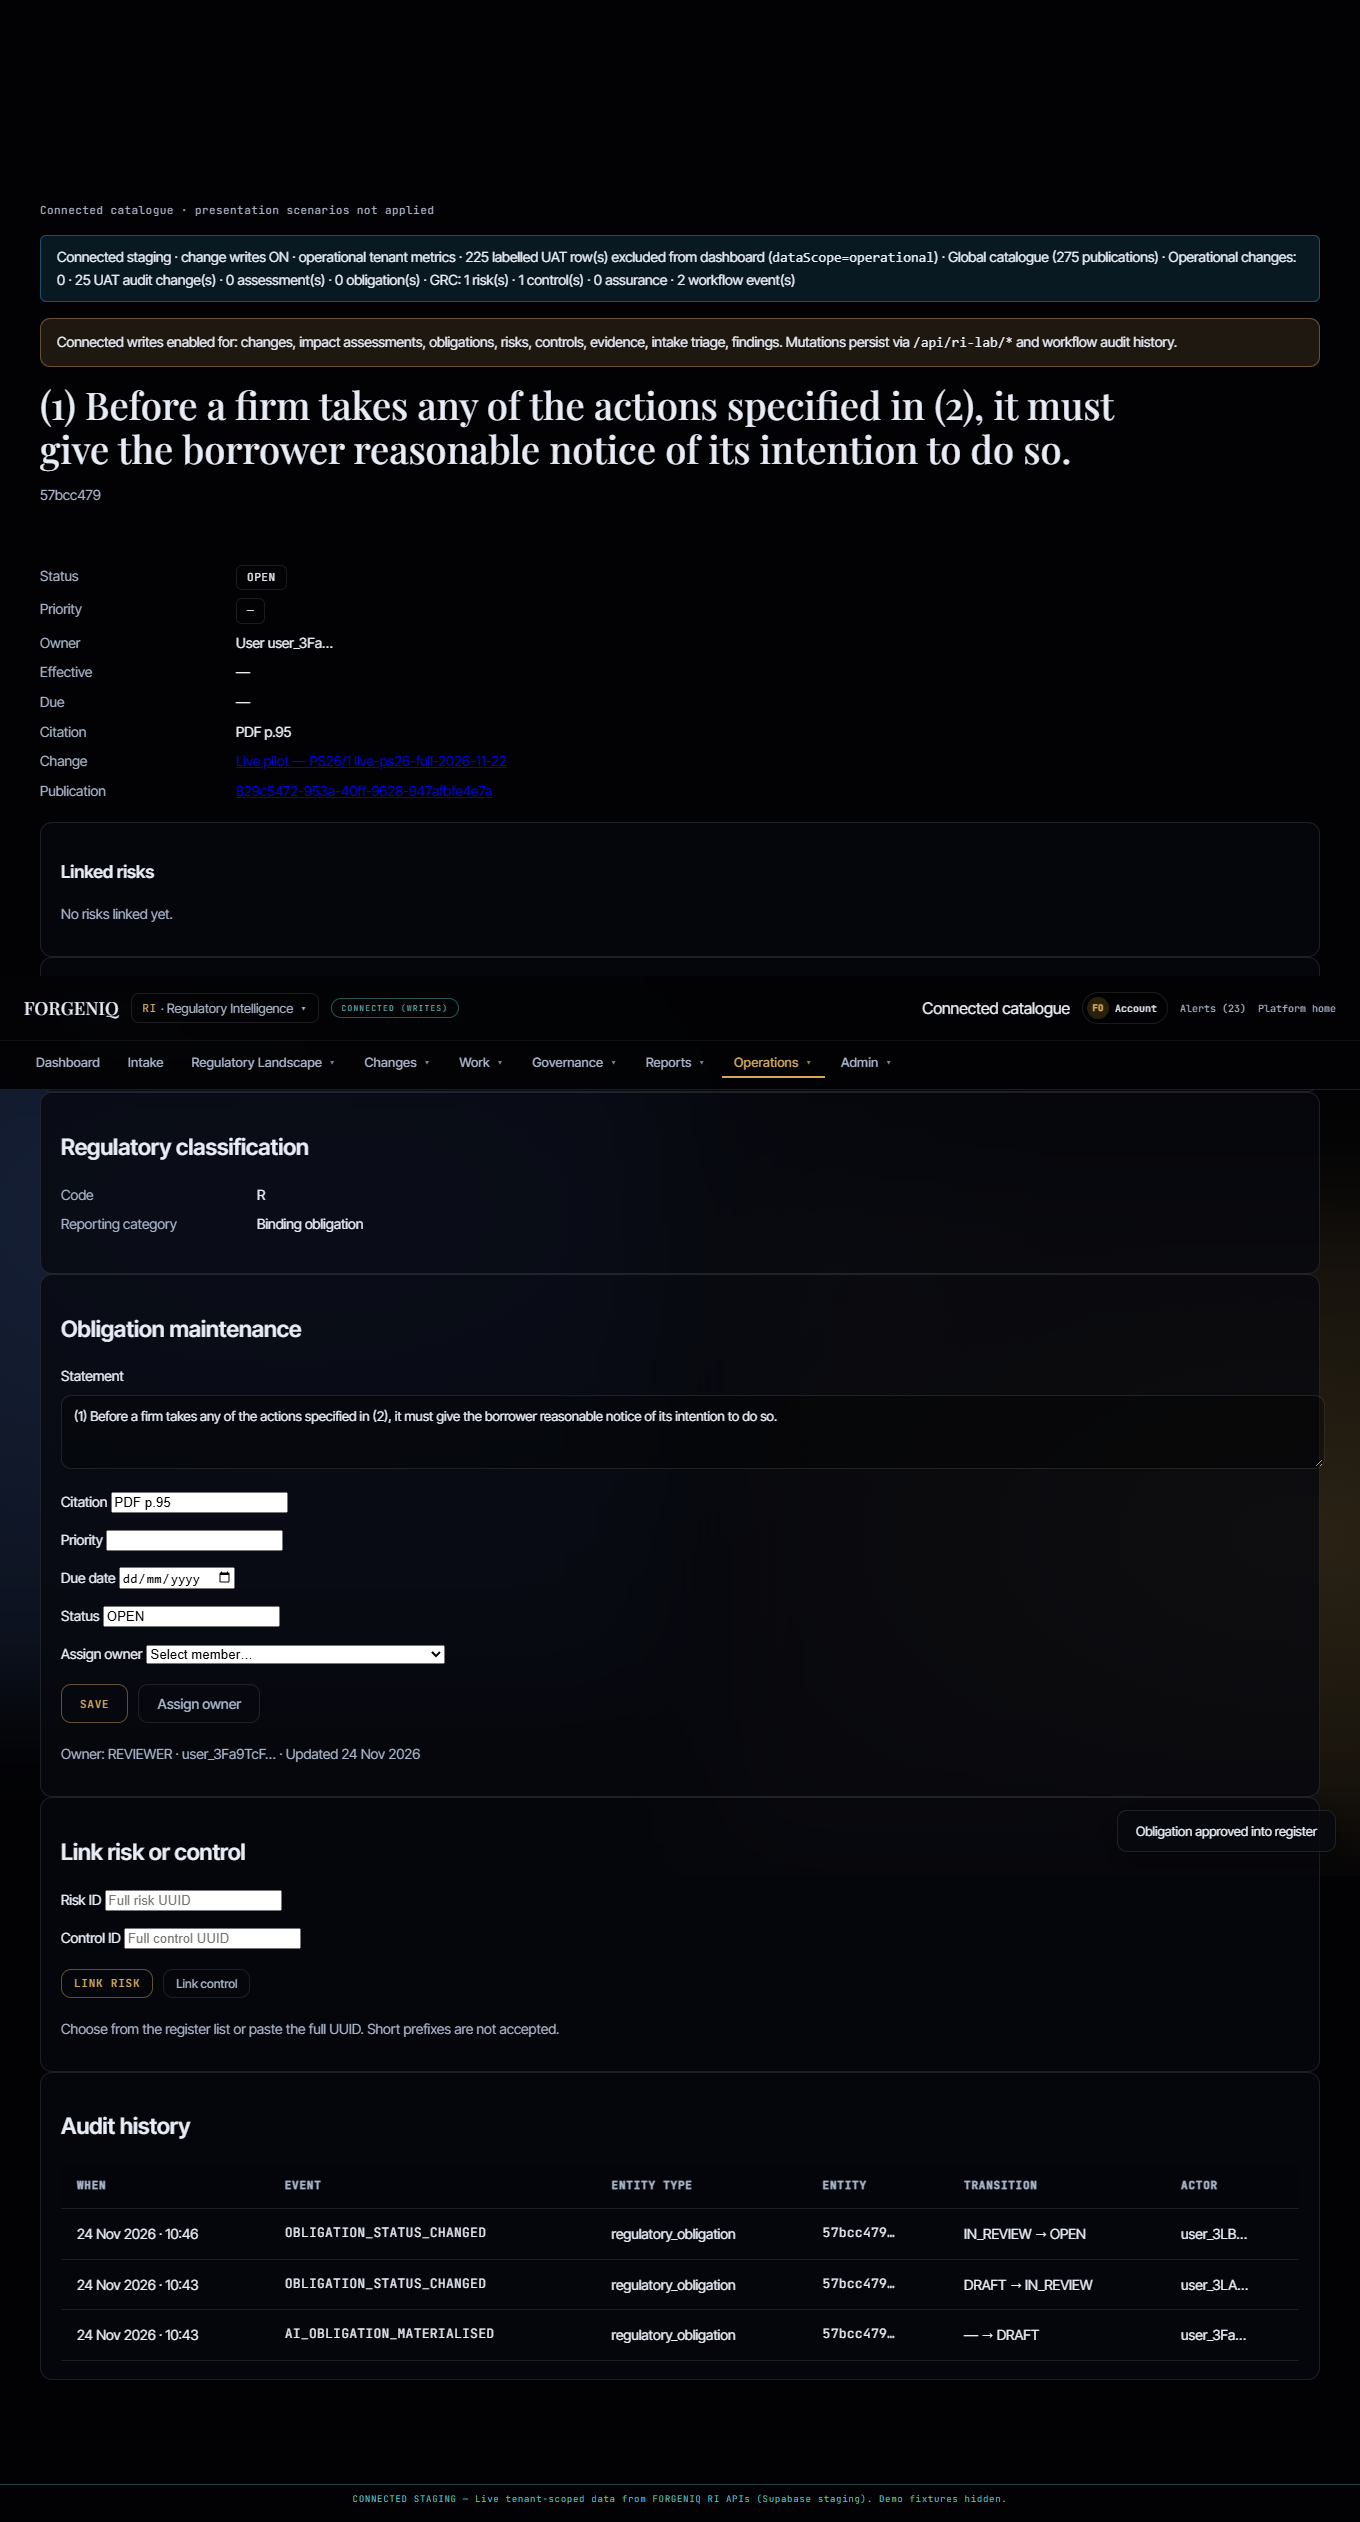 Connected catalogue · presentation scenarios not applied
Connected staging · change writes ON · operational tenant metrics · 225 labelled UAT row(s) excluded from dashboard (dataScope=operational) · Global catalogue (275 publications) · Operational changes:
0 · 25 UAT audit change(s) · 0 assessment(s) · 0 obligation(s) · GRC: 1 risk(s) · 1 control(s) · 0 assurance · 2 workflow event(s)
Connected writes enabled for: changes, impact assessments, obligations, risks, controls, evidence, intake triage, findings. Mutations persist via /api/ri-lab/* and workflow audit history.
(1) Before a firm takes any of the actions specified in (2), it must
give the borrower reasonable notice of its intention to do so.
57bcc479
Status OPEN
Priority —
Owner User user_3Fa…
Effective —
Due —
Citation PDF p.95
Change Live pilot — PS26/1 live-ps26-full-2026-11-22
Publication 829c5472-953a-40ff-9628-947afbfe4e7a
Linked risks
No risks linked yet.
FORGENIQ RI · Regulatory Intelligence ▾ CONNECTED (WRITES) Connected catalogue FO Account Alerts (23) Platform home
Dashboard Intake Regulatory Landscape ▾ Changes ▾ Work ▾ Governance ▾ Reports ▾ Operations ▾ Admin ▾
Regulatory classification
Code R
Reporting category Binding obligation
Obligation maintenance
Statement
(1) Before a firm takes any of the actions specified in (2), it must give the borrower reasonable notice of its intention to do so.
Citation PDF p.95
Priority
Due date dd/mm/yyyy
Status OPEN
Assign owner Select member…
SAVE Assign owner
Owner: REVIEWER · user_3Fa9TcF… · Updated 24 Nov 2026
Obligation approved into register
Link risk or control
Risk ID Full risk UUID
Control ID Full control UUID
LINK RISK Link control
Choose from the register list or paste the full UUID. Short prefixes are not accepted.
Audit history
WHEN EVENT ENTITY TYPE ENTITY TRANSITION ACTOR
24 Nov 2026 · 10:46 OBLIGATION_STATUS_CHANGED regulatory_obligation 57bcc479… IN_REVIEW → OPEN user_3LB…
24 Nov 2026 · 10:43 OBLIGATION_STATUS_CHANGED regulatory_obligation 57bcc479… DRAFT → IN_REVIEW user_3LA…
24 Nov 2026 · 10:43 AI_OBLIGATION_MATERIALISED regulatory_obligation 57bcc479… — → DRAFT user_3Fa…
CONNECTED STAGING — Live tenant-scoped data from FORGENIQ RI APIs (Supabase staging). Demo fixtures hidden.